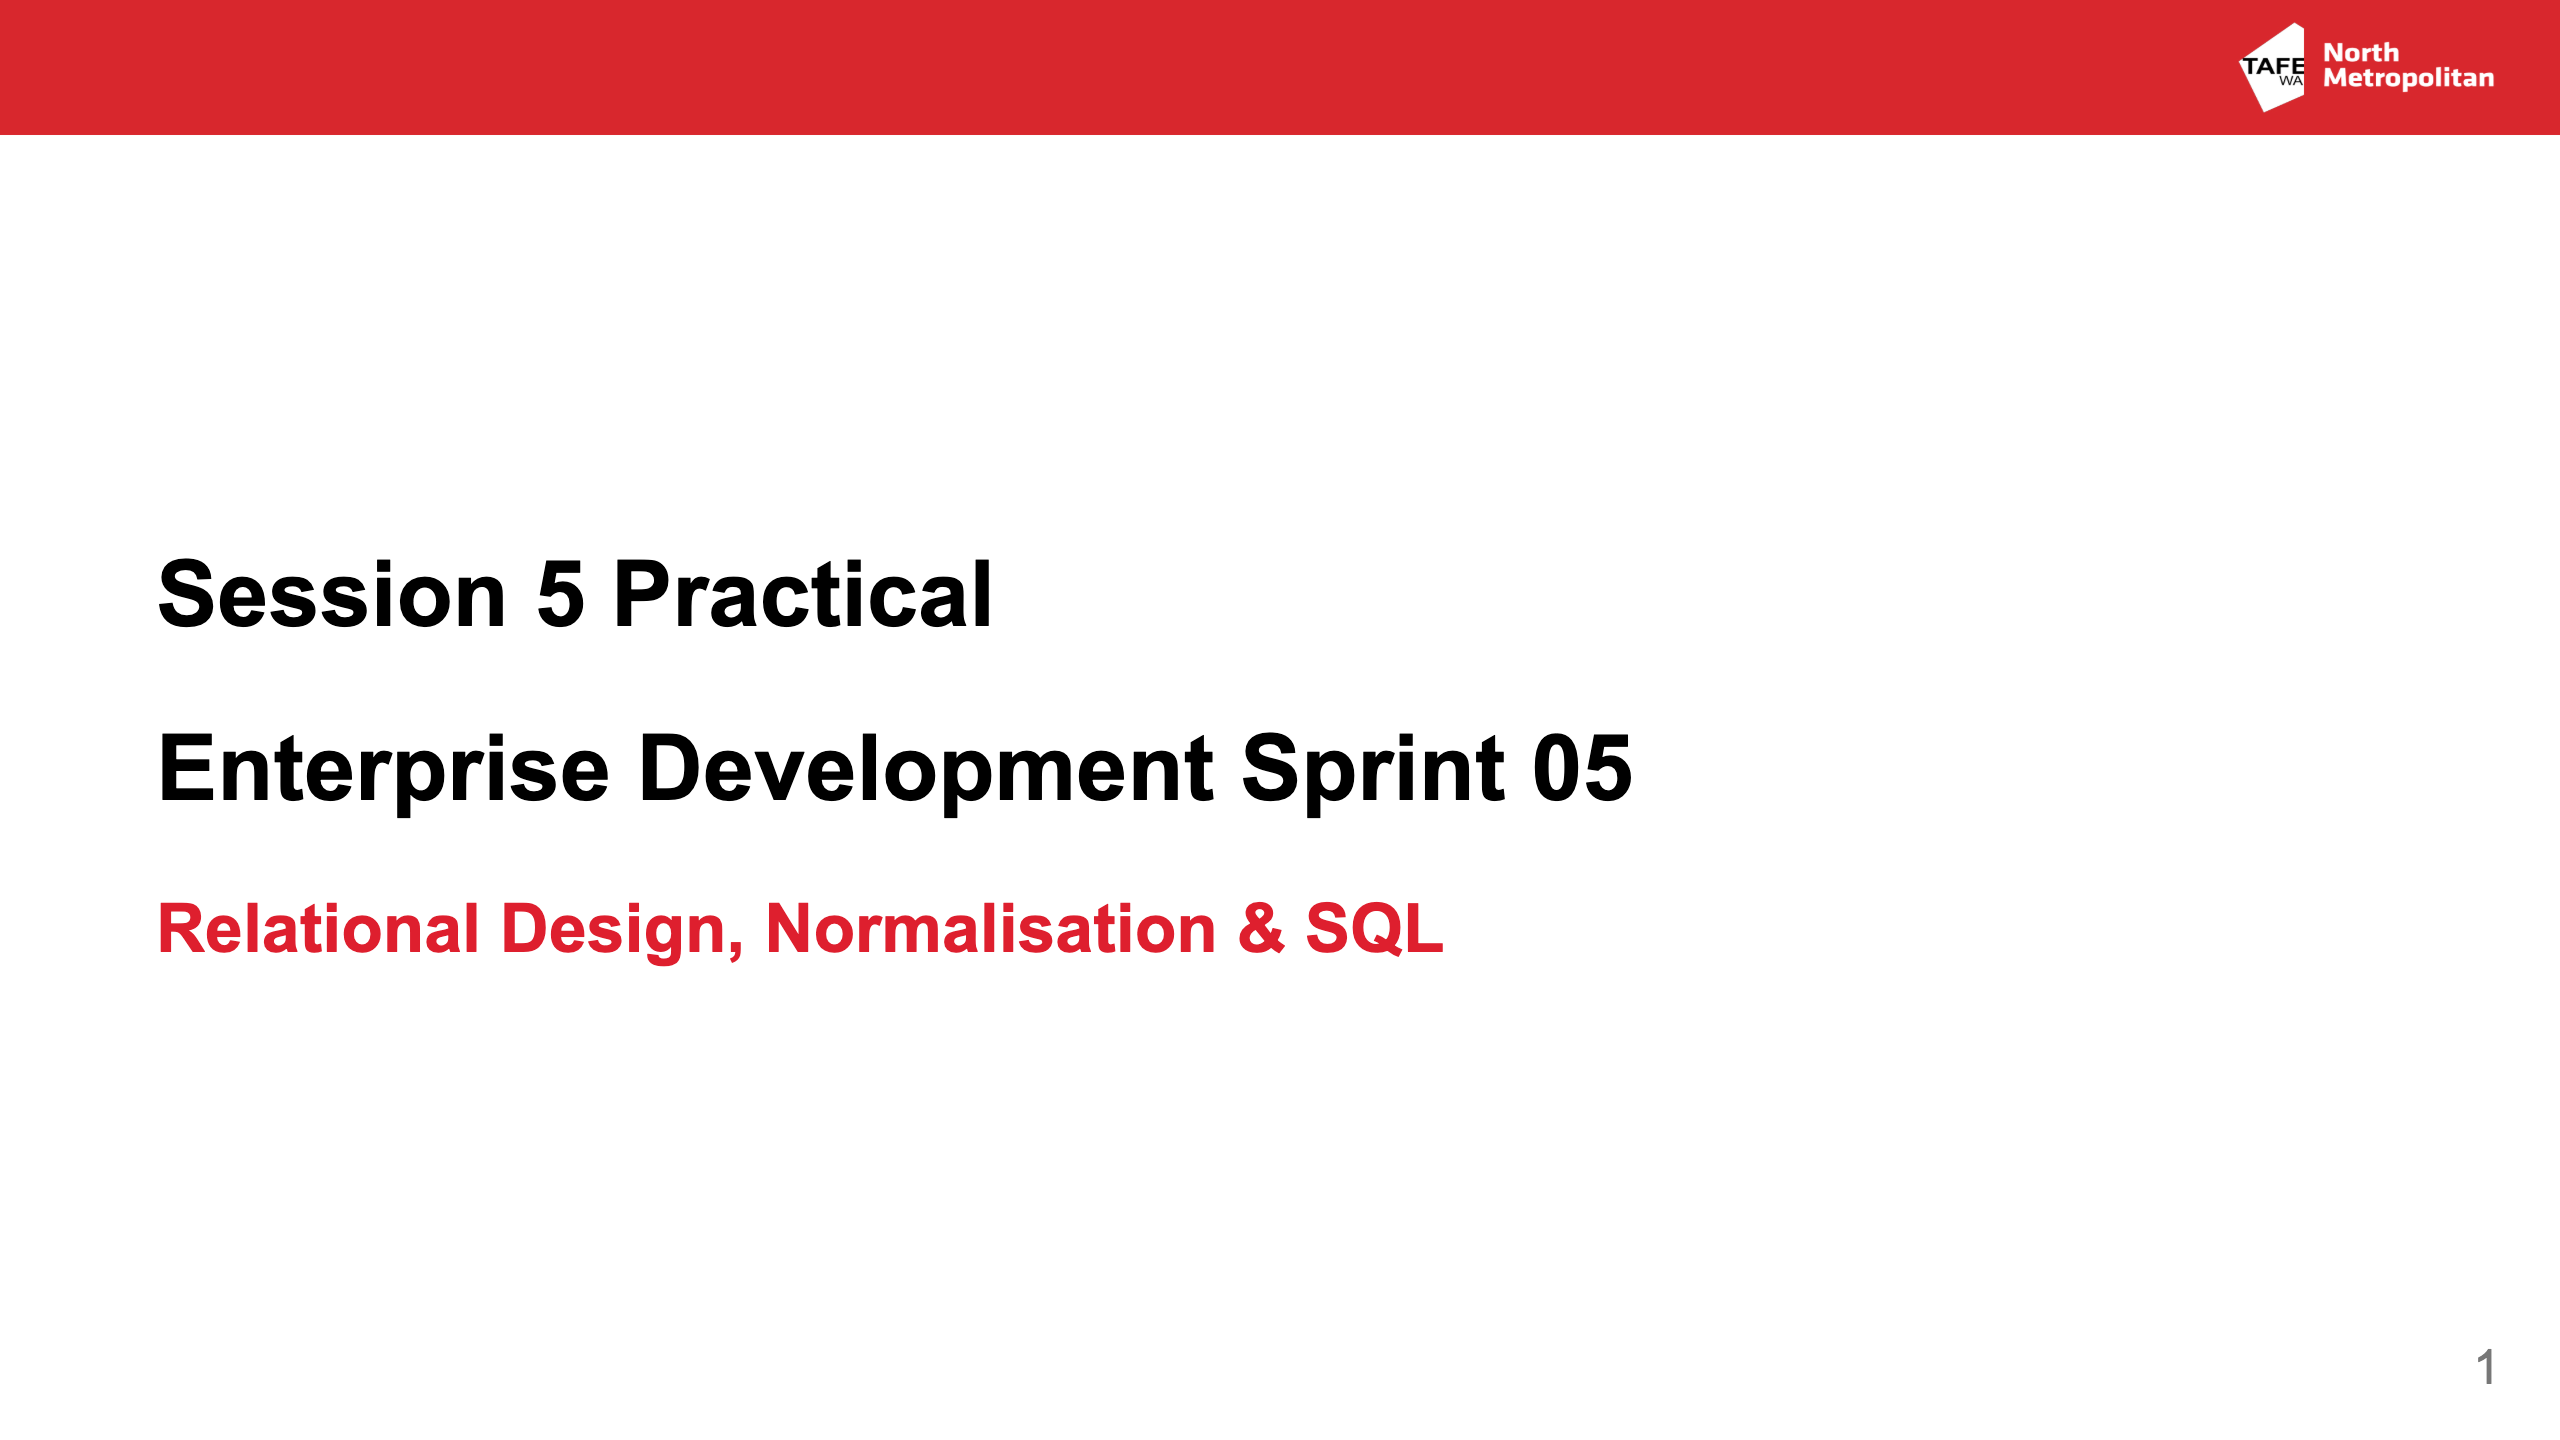 TAFE
WA
North
Metropolitan
Session 5 Practical
Enterprise Development Sprint 05
Relational Design, Normalisation & SQL
1